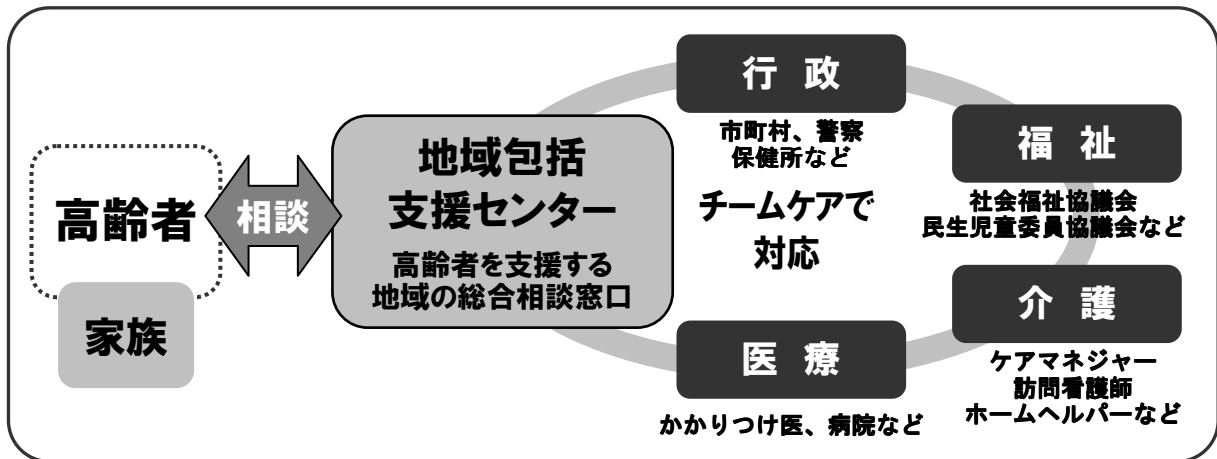 高齢者
家族
相談
地域包括
支援センター
高齢者を支援する
地域の総合相談窓口
チームケアで
対応
行 政
市町村、警察
保健所など
福 祉
社会福祉協議会
民生児童委員協議会など
介 護
ケアマネジャー
訪問看護師
ホームヘルパーなど
医 療
かかりつけ医、病院など